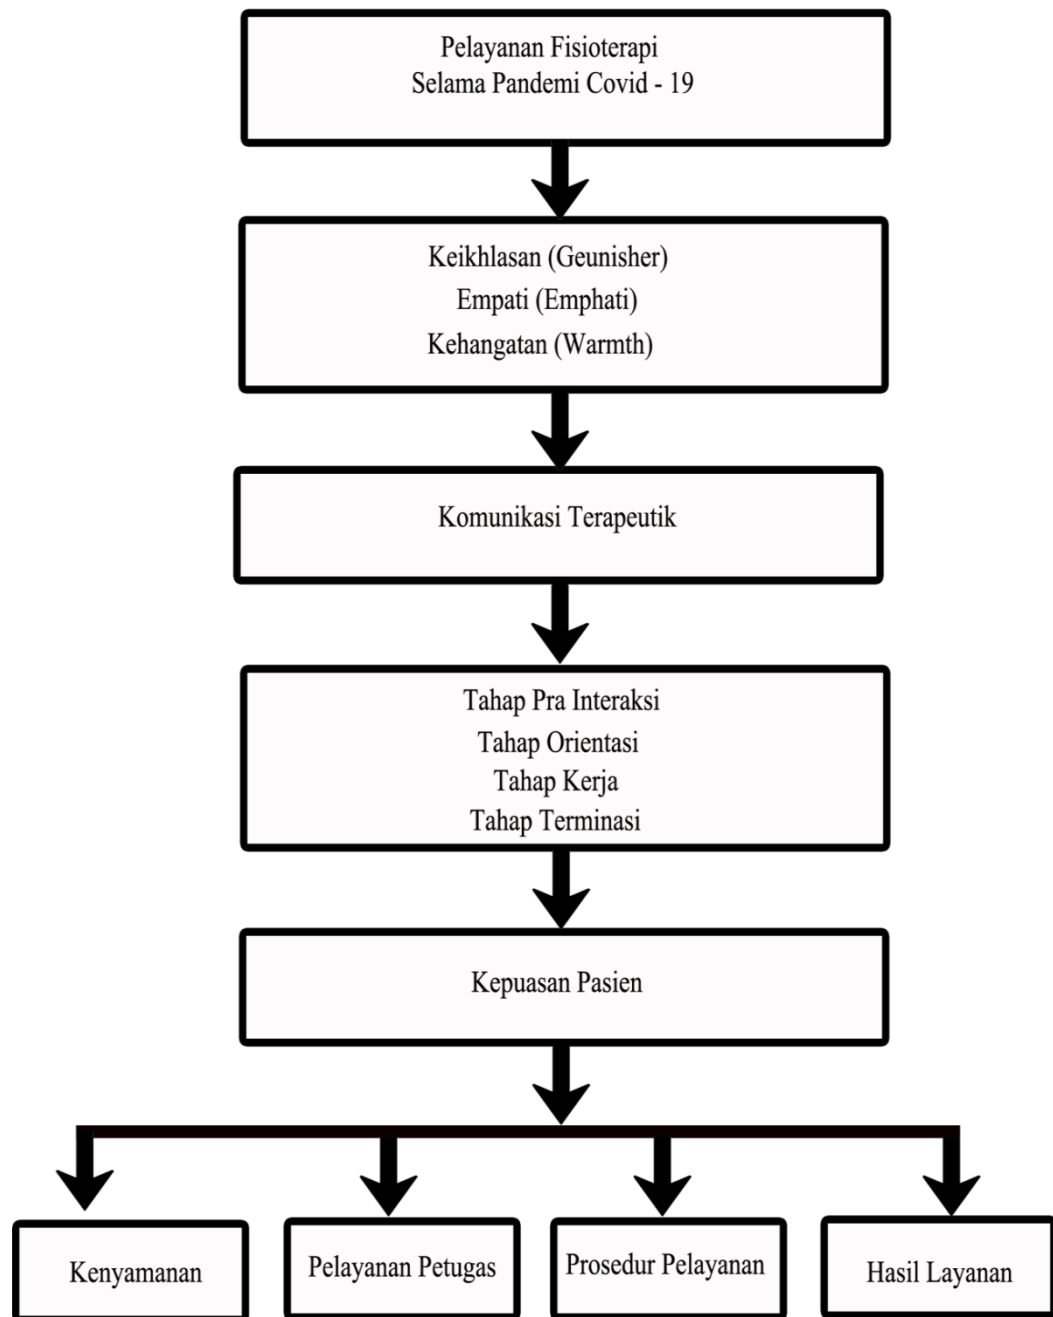 Pelayanan Fisioterapi
Selama Pandemi Covid - 19
Keikhlasan (Geunisher)
Empati (Emphati)
Kehangatan (Warmth)
Komunikasi Terapeutik
Tahap Pra Interaksi
Tahap Orientasi
Tahap Kerja
Tahap Terminasi
Kepuasan Pasien
Kenyamanan
Pelayanan Petugas
Prosedur Pelayanan
Hasil Layanan